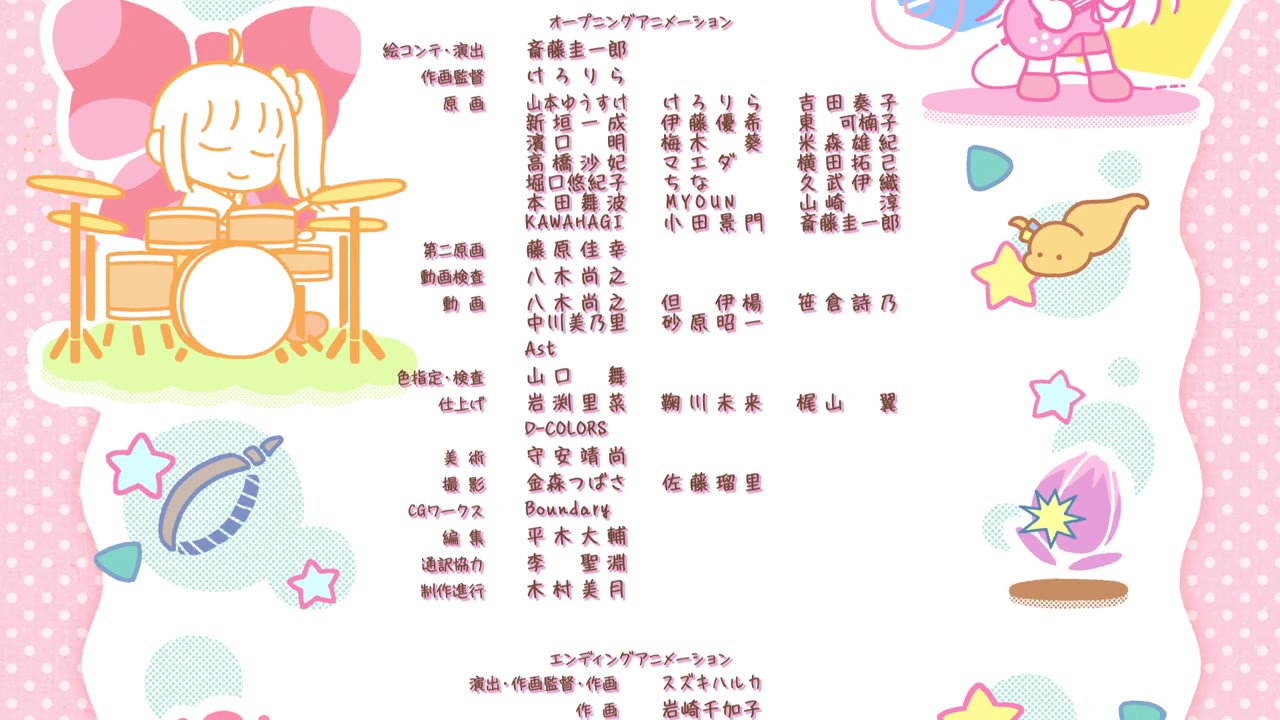 オープニングアニメーション
絵コンテ・演出 斎藤圭一郎
作画監督 けろりら
原画 山本ゆうすけ けろりら 吉田奏子
新垣一成 伊藤優希 東 可楠子
濱口 明 梅木 葵 米森雄紀
高橋沙妃 マエダ 横田拓己
堀口悠紀子 ちな 久武伊織
本田舞波 MYOUN 山崎 淳
KAWAHAGI 小田景門 斎藤圭一郎
第二原画 藤原佳幸
動画検査 八木尚之
動画 八木尚之 但 伊楊 笹倉詩乃
中川美乃里 砂原昭一
Ast
色指定・検査 山口 舞
仕上げ 岩渕里菜 鞠川未来 梶山 翼
D-COLORS
美術 守安靖尚
撮影 金森つばさ 佐藤瑠里
CGワークス Boundary
編集 平木大輔
通訳協力 李 聖淵
制作進行 木村美月
エンディングアニメーション
演出・作画監督・作画 スズキハルカ
作画 岩崎千加子